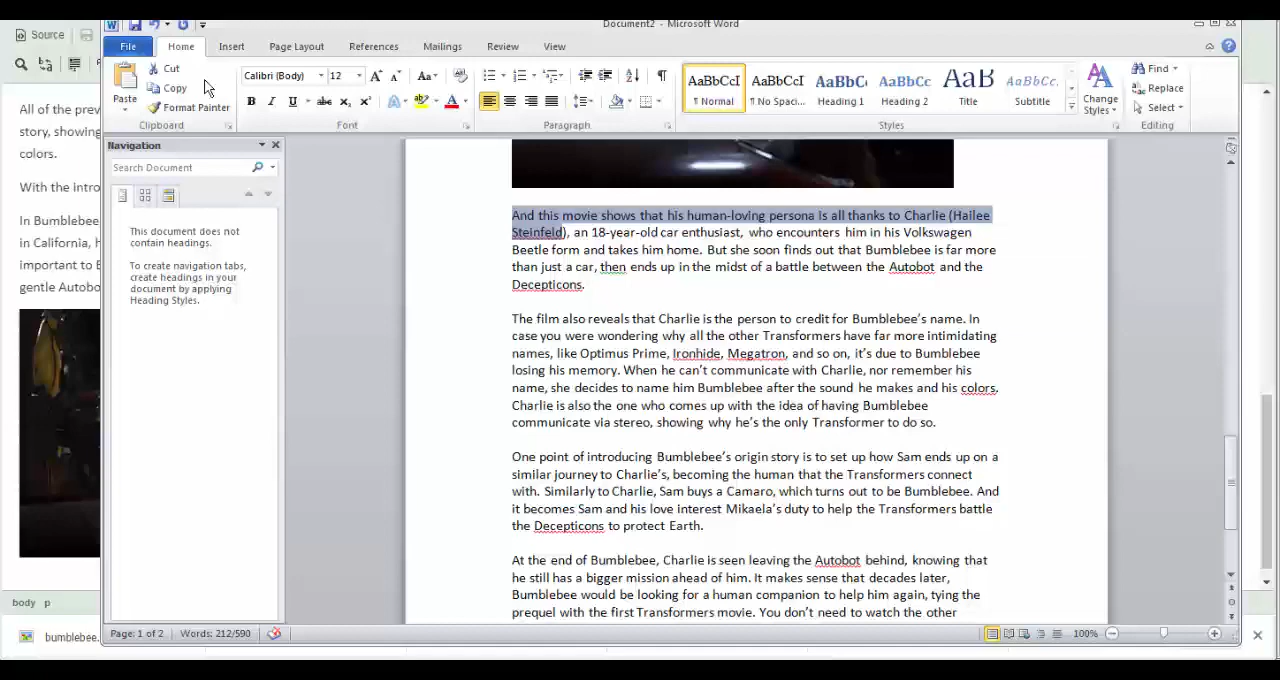 Document2 - Microsoft Word
Source
File Home Insert Page Layout References Mailings Review View
Paste
Cut
Copy
Format Painter
Clipboard
Calibri (Body) 12
Font
Paragraph
AaBbCcI AaBbCcI AaBbC AaBbCc AaB AaBbCc.
¶ Normal ¶ No Spaci... Heading 1 Heading 2 Title Subtitle
Change Styles
Styles
Find
Replace
Select
Editing
Navigation
Search Document
This document does not
contain headings.
To create navigation tabs,
create headings in your
document by applying
Heading Styles.
All of the prev
story, showing
colors.
With the Intro
In Bumblebee
in California, h
important to B
gentle Autobo
And this movie shows that his human-loving persona is all thanks to Charlie (Hailee
Steinfeld), an 18-year-old car enthusiast, who encounters him in his Volkswagen
Beetle form and takes him home. But she soon finds out that Bumblebee is far more
than just a car, then ends up in the midst of a battle between the Autobot and the
Decepticons.
The film also reveals that Charlie is the person to credit for Bumblebee's name. In
case you were wondering why all the other Transformers have far more intimidating
names, like Optimus Prime, Ironhide, Megatron, and so on, it's due to Bumblebee
losing his memory. When he can't communicate with Charlie, nor remember his
name, she decides to name him Bumblebee after the sound he makes and his colors.
Charlie is also the one who comes up with the idea of having Bumblebee
communicate via stereo, showing why he's the only Transformer to do so.
One point of introducing Bumblebee's origin story is to set up how Sam ends up on a
similar journey to Charlie's, becoming the human that the Transformers connect
with. Similarly to Charlie, Sam buys a Camaro, which turns out to be Bumblebee. And
it becomes Sam and his love interest Mikaela's duty to help the Transformers battle
the Decepticons to protect Earth.
At the end of Bumblebee, Charlie is seen leaving the Autobot behind, knowing that
he still has a bigger mission ahead of him. It makes sense that decades later,
Bumblebee would be looking for a human companion to help him again, tying the
prequel with the first Transformers movie. You don't need to watch the other
body p
bumblebee.
Page: 1 of 2 Words: 212/590
100%